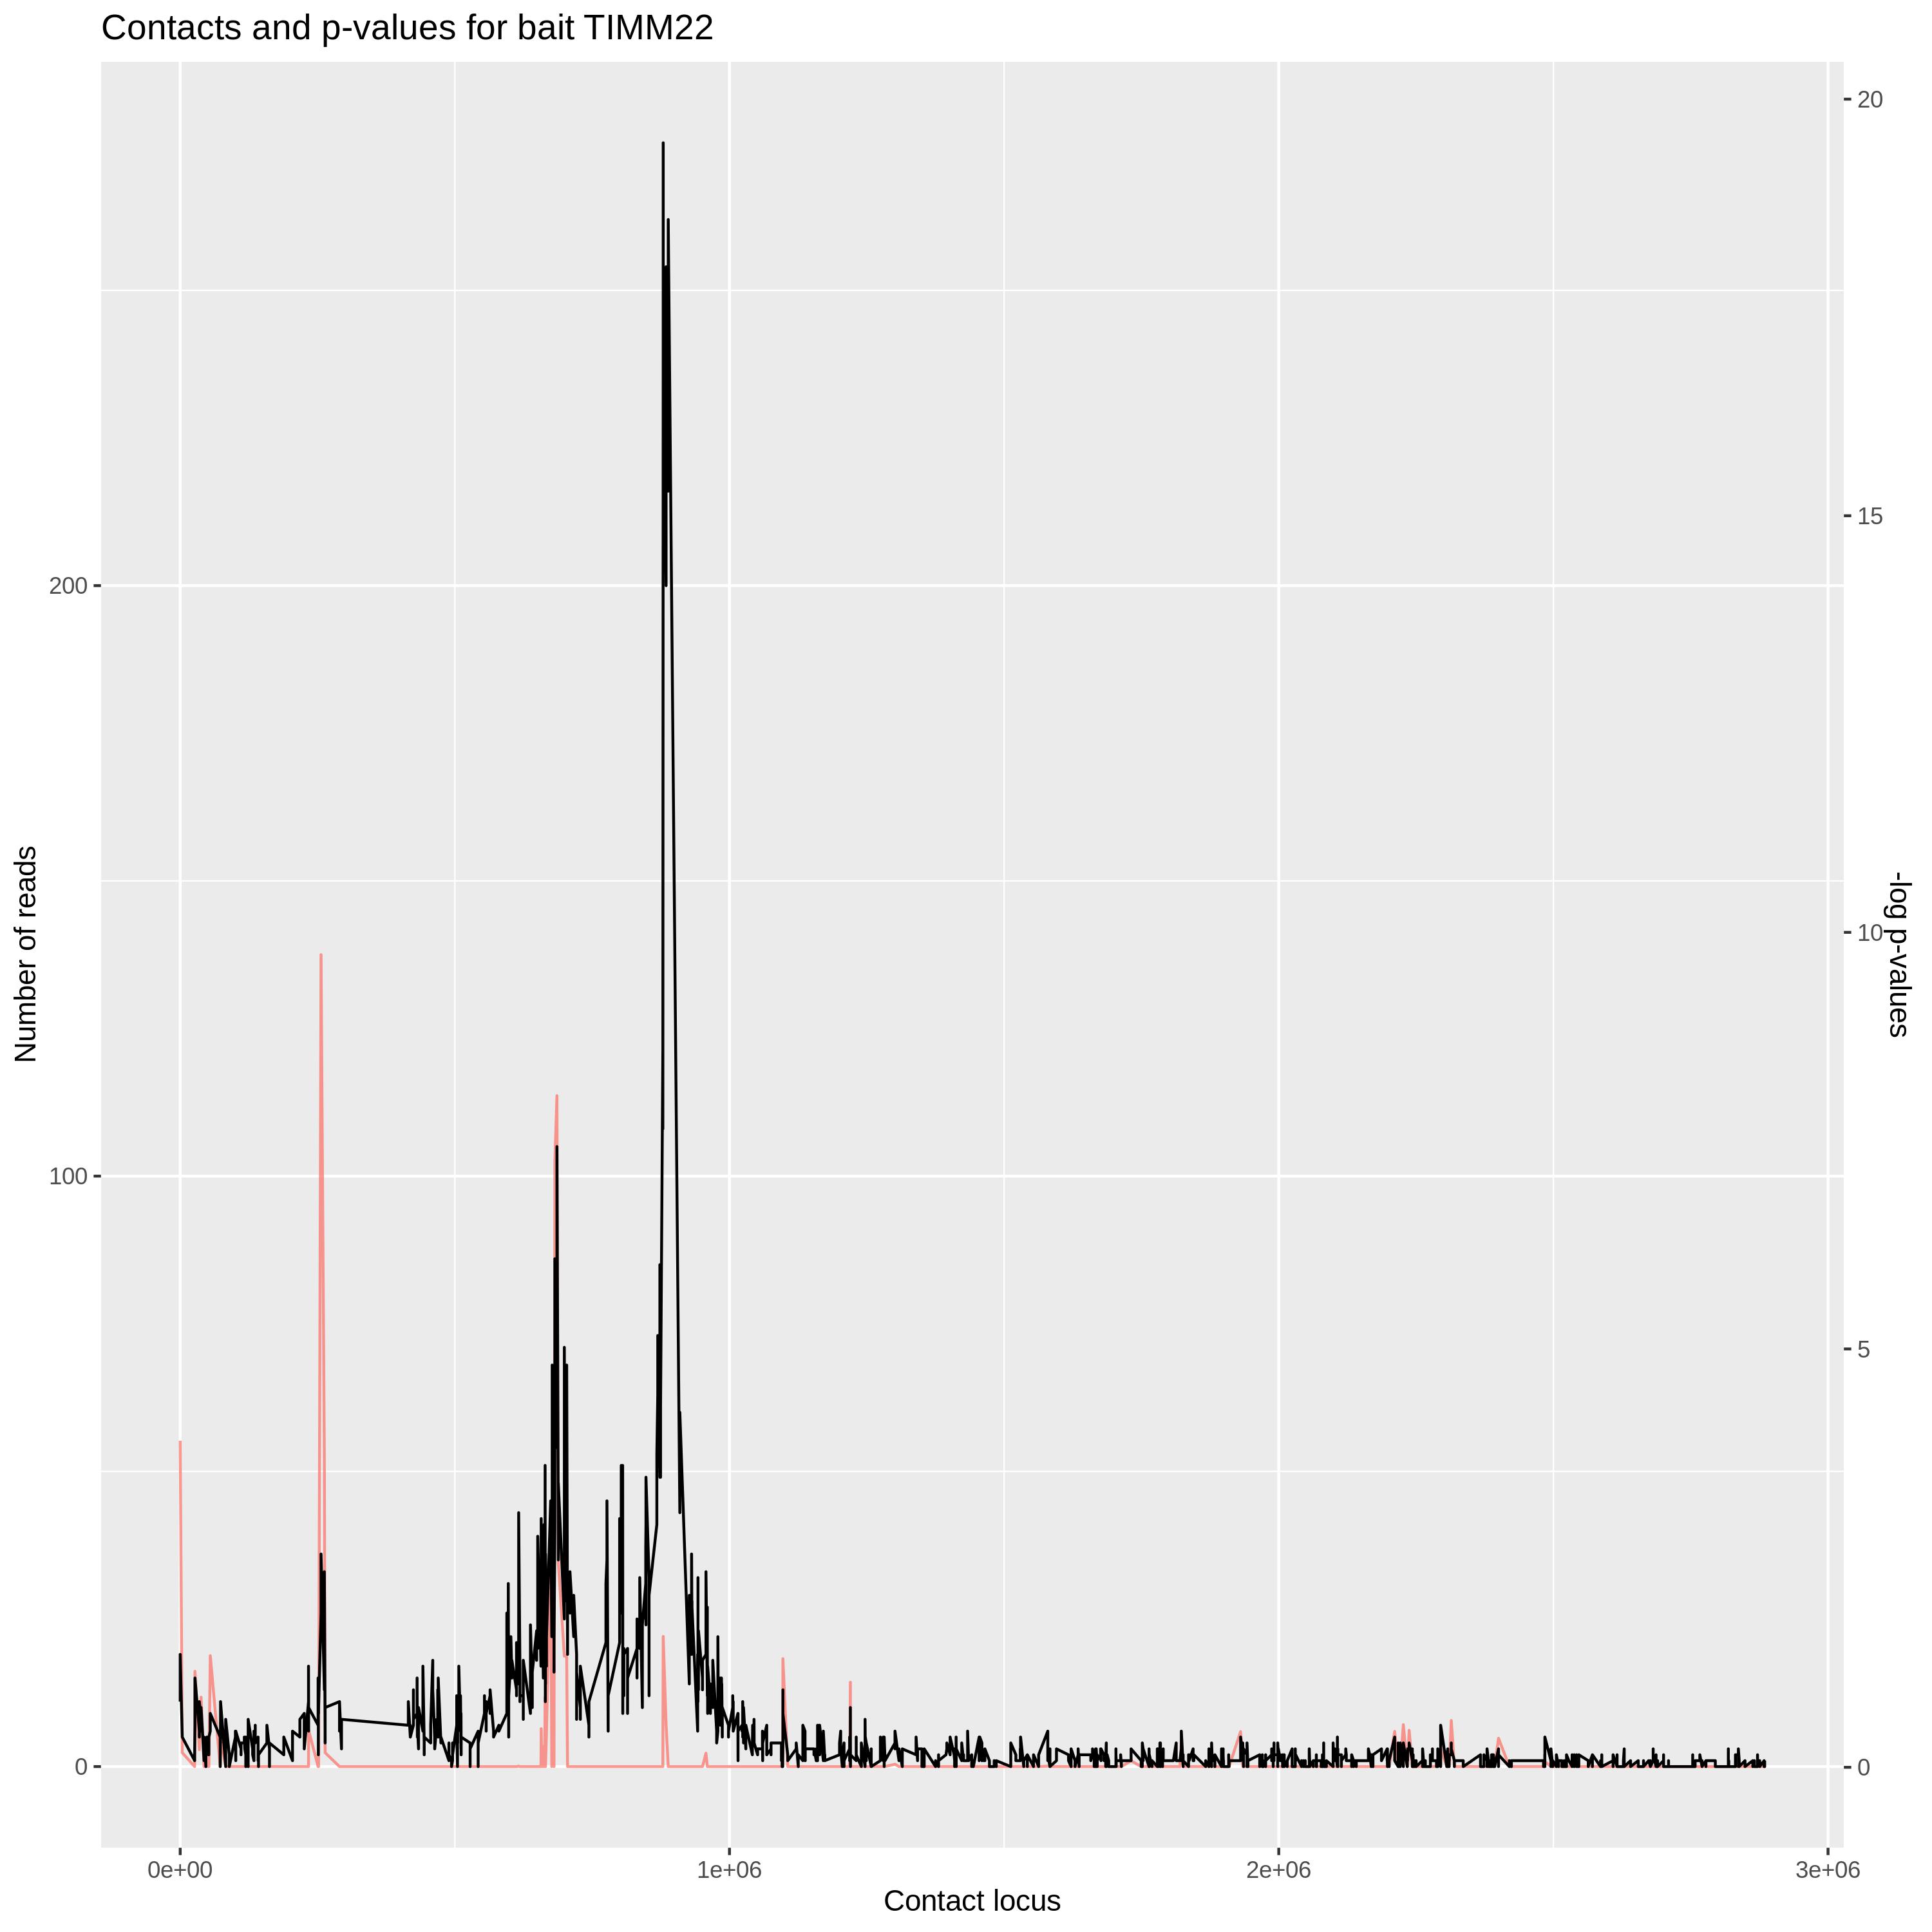 Contacts and p-values for bait TIMM22
Number of reads
200
100
0
20
15
10
5
0
-log p-values
0e+00
1e+06
2e+06
3e+06
Contact locus